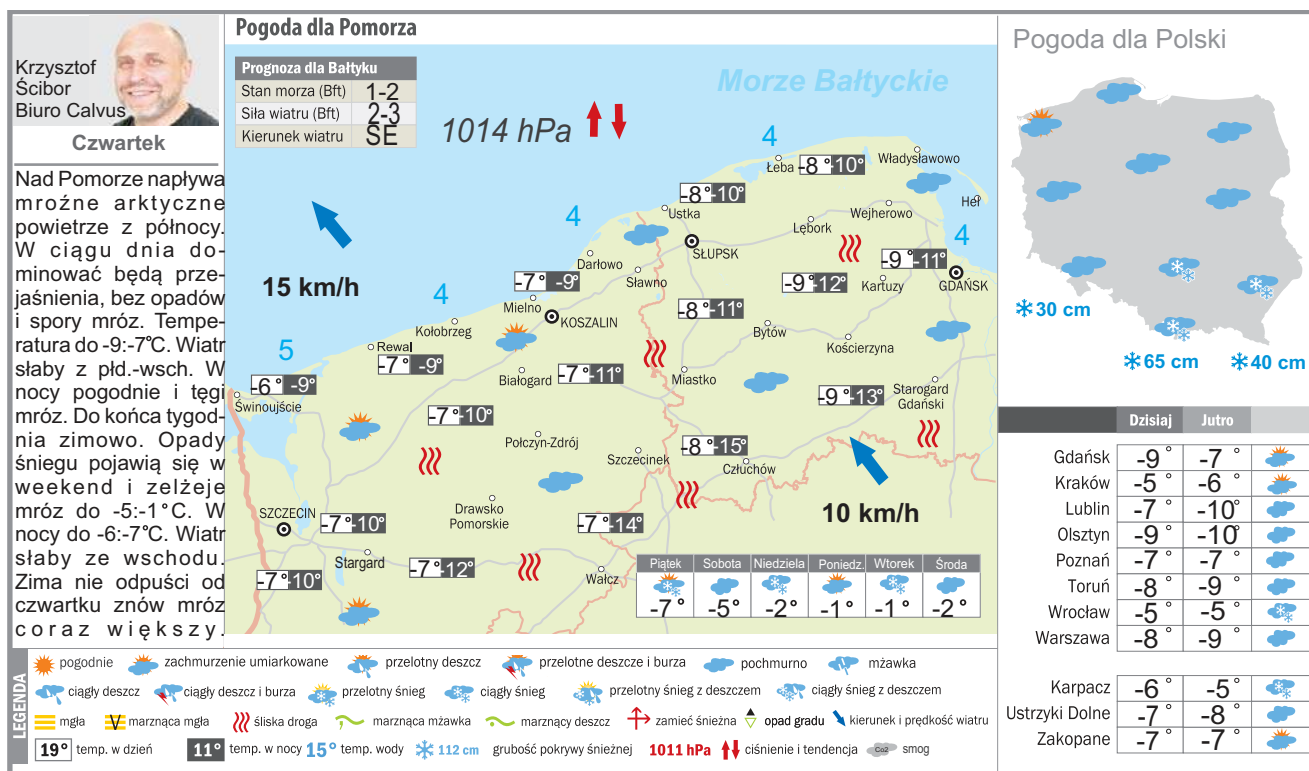 Krzysztof
Ścibor
Biuro Calvus
Czwartek
Nad Pomorze napływa
mroźne arktyczne
powietrze z północy.
W ciągu dnia do-
minować będą prze-
jaśnienia, bez opadów
i spory mróz. Tempe-
ratura do -9:-7°C. Wiatr
słaby z płd.-wsch. W
nocy pogodnie i tęgi
mróz. Do końca tygod-
nia zimowo. Opady
śniegu pojawią się w
weekend i zelżeje
mróz do -5:-1°C. W
nocy do -6:-7°C. Wiatr
słaby ze wschodu.
Zima nie odpuści od
czwartku znów mróz
coraz większy.
Pogoda dla Pomorza
Prognoza dla Bałtyku
Stan morza (Bft) 1-2
Siła wiatru (Bft) 2-3
Kierunek wiatru SE
1014 hPa
Morze Bałtyckie
15 km/h
4
Łeba -8° -10°
Władysławowo
Hel
-8° -10°
Ustka
Wejherowo
Lębork
4
SŁUPSK
4
-9° -11°
GDAŃSK
Darłowo
Sławno
-7° -9°
Mielno
-9° -12°
Kartuzy
4
KOSZALIN
-8° -11°
Bytów
Kołobrzeg
Kościerzyna
5
Rewal
-7° -9°
Białogard
-7° -11°
Miastko
-6° -9°
Świnoujście
-9° -13°
Starogard
Gdański
-7° -10°
Połczyn-Zdrój
Szczecinek
-8° -15°
Człuchów
Drawsko
Pomorskie
10 km/h
SZCZECIN
-7° -10°
-7° -14°
Stargard
-7° -12°
Wałcz
-7° -10°
Piątek Sobota Niedziela Poniedz. Wtorek Środa
-7° -5° -2° -1° -1° -2°
Pogoda dla Polski
30 cm
65 cm
40 cm
Dzisiaj Jutro
Gdańsk -9° -7°
Kraków -5° -6°
Lublin -7° -10°
Olsztyn -9° -10°
Poznań -7° -7°
Toruń -8° -9°
Wrocław -5° -5°
Warszawa -8° -9°
Karpacz -6° -5°
Ustrzyki Dolne -7° -8°
Zakopane -7° -7°
LEGENDA
pogodnie zachmurzenie umiarkowane przelotny deszcz przelotne deszcze i burza pochmurno mżawka
ciągły deszcz ciągły deszcz i burza przelotny śnieg ciągły śnieg przelotny śnieg z deszczem ciągły śnieg z deszczem
mgła marznąca mgła śliska droga marznąca mżawka marznący deszcz zamieć śnieżna opad gradu kierunek i prędkość wiatru
19° temp. w dzień 11° temp. w nocy 15° temp. wody 112 cm grubość pokrywy śnieżnej 1011 hPa ciśnienie i tendencja Co2 smog